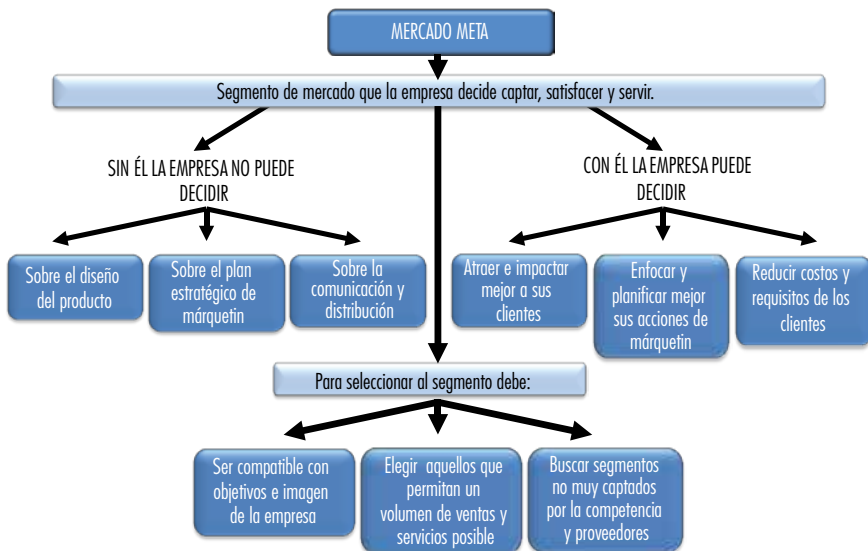 MERCADO META
Segmento de mercado que la empresa decide captar, satisfacer y servir.
SIN ÉL LA EMPRESA NO PUEDE
DECIDIR
CON ÉL LA EMPRESA PUEDE
DECIDIR
Sobre el diseño
del producto
Sobre el plan
estratégico de
márquetin
Sobre la
comunicación y
distribución
Atraer e impactar
mejor a sus
clientes
Enfocar y
planificar mejor
sus acciones de
márquetin
Reducir costos y
requisitos de los
clientes
Para seleccionar al segmento debe:
Ser compatible con
objetivos e imagen
de la empresa
Elegir aquellos que
permitan un
volumen de ventas y
servicios posible
Buscar segmentos
no muy captados
por la competencia
y proveedores